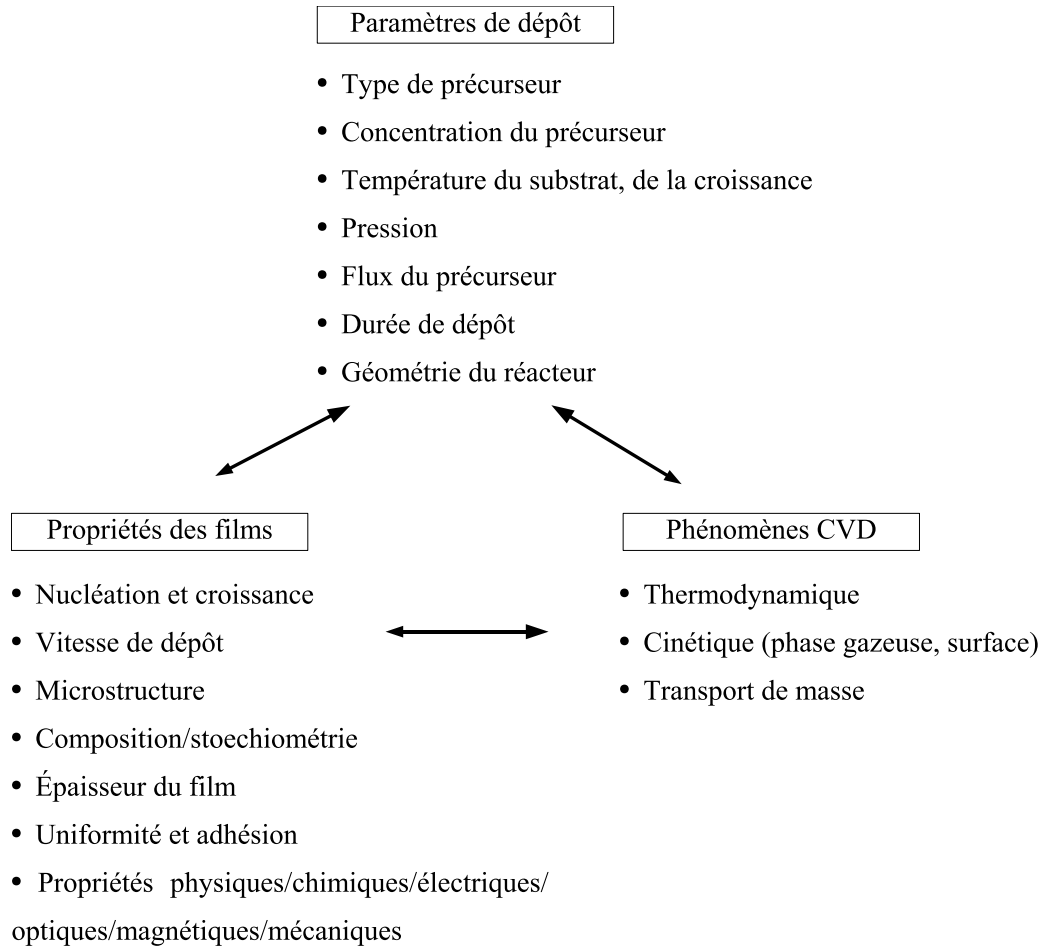 Paramètres de dépôt
• Type de précurseur
• Concentration du précurseur
• Température du substrat, de la croissance
• Pression
• Flux du précurseur
• Durée de dépôt
• Géométrie du réacteur
Propriétés des films
• Nucléation et croissance
• Vitesse de dépôt
• Microstructure
• Composition/stoechiométrie
• Épaisseur du film
• Uniformité et adhésion
• Propriétés physiques/chimiques/électriques/
optiques/magnétiques/mécaniques
Phénomènes CVD
• Thermodynamique
• Cinétique (phase gazeuse, surface)
• Transport de masse